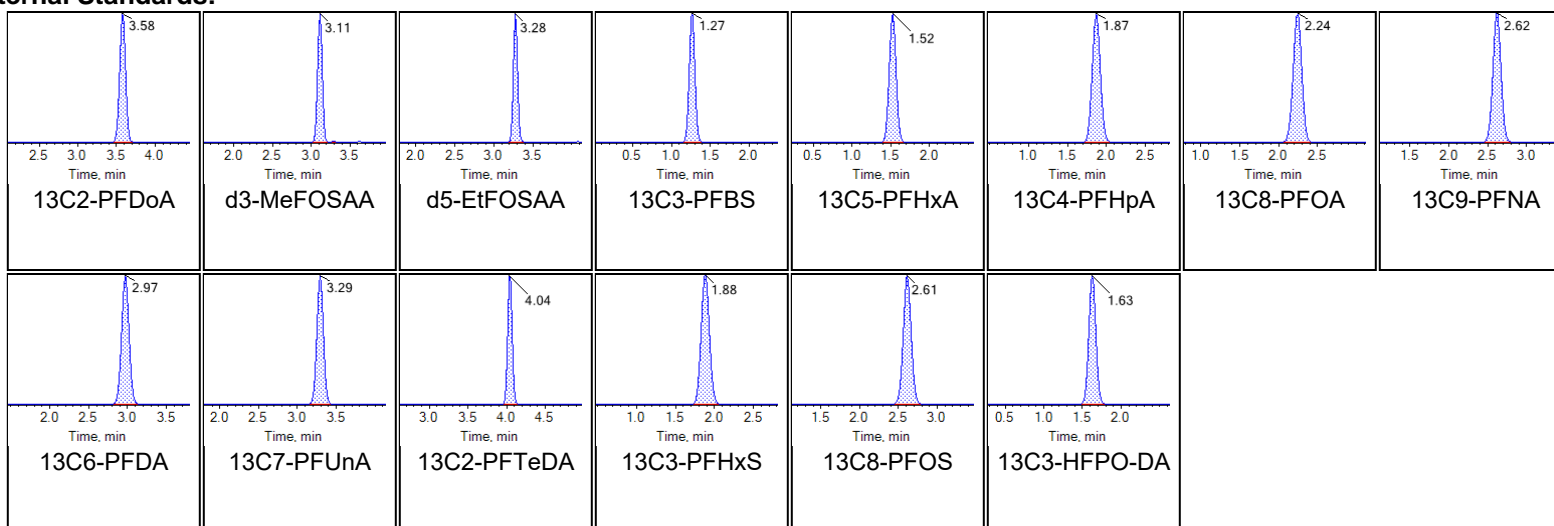 ternal Standards:
3.58 3.11 3.28 1.27 1.52 1.87 2.24 2.62
2.5 3.0 3.5 4.0 2.0 2.5 3.0 3.5 2.0 2.5 3.0 3.5 0.5 1.0 1.5 2.0 0.5 1.0 1.5 2.0 1.0 1.5 2.0 2.5 1.0 1.5 2.0 2.5 1.5 2.0 2.5 3.0
Time, min Time, min Time, min Time, min Time, min Time, min Time, min Time, min
13C2-PFDoA d3-MeFOSAA d5-EtFOSAA 13C3-PFBS 13C5-PFHxA 13C4-PFHpA 13C8-PFOA 13C9-PFNA
2.97 3.29 4.04 1.88 2.61 1.63
2.0 2.5 3.0 3.5 2.0 2.5 3.0 3.5 3.0 3.5 4.0 4.5 1.0 1.5 2.0 2.5 1.5 2.0 2.5 3.0 0.5 1.0 1.5 2.0
Time, min Time, min Time, min Time, min Time, min Time, min
13C6-PFDA 13C7-PFUnA 13C2-PFTeDA 13C3-PFHxS 13C8-PFOS 13C3-HFPO-DA